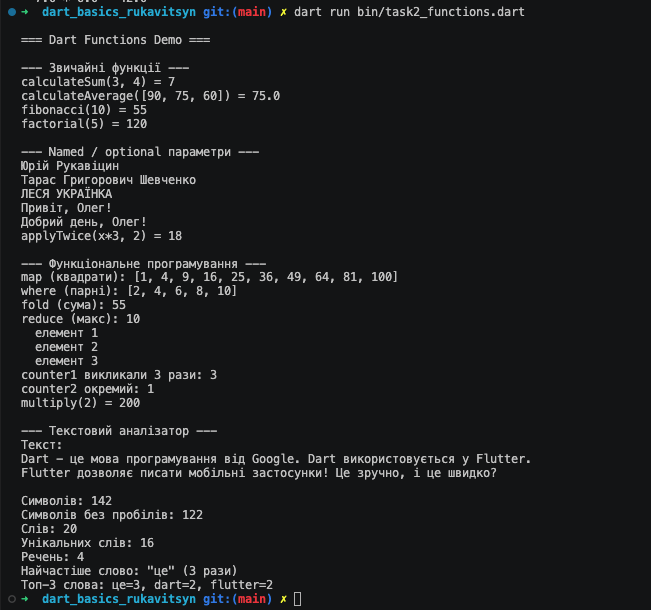 ➜ dart_basics_rukavitsyn git:(main) ✗ dart run bin/task2_functions.dart
=== Dart Functions Demo ===
--- Звичайні функції ---
calculateSum(3, 4) = 7
calculateAverage([90, 75, 60]) = 75.0
fibonacci(10) = 55
factorial(5) = 120
--- Named / optional параметри ---
Юрій Рукавіцин
Тарас Григорович Шевченко
ЛЕСЯ УКРАЇНКА
Привіт, Олег!
Добрий день, Олег!
applyTwice(x*3, 2) = 18
--- Функціональне програмування ---
map (квадрати): [1, 4, 9, 16, 25, 36, 49, 64, 81, 100]
where (парні): [2, 4, 6, 8, 10]
fold (сума): 55
reduce (макс): 10
елемент 1
елемент 2
елемент 3
counter1 викликали 3 рази: 3
counter2 окремий: 1
multiply(2) = 200
--- Текстовий аналізатор ---
Текст:
Dart - це мова програмування від Google. Dart використовується у Flutter.
Flutter дозволяє писати мобільні застосунки! Це зручно, і це швидко?
Символів: 142
Символів без пробілів: 122
Слів: 20
Унікальних слів: 16
Речень: 4
Найчастіше слово: "це" (3 рази)
Топ-3 слова: це=3, dart=2, flutter=2
➜ dart_basics_rukavitsyn git:(main) ✗